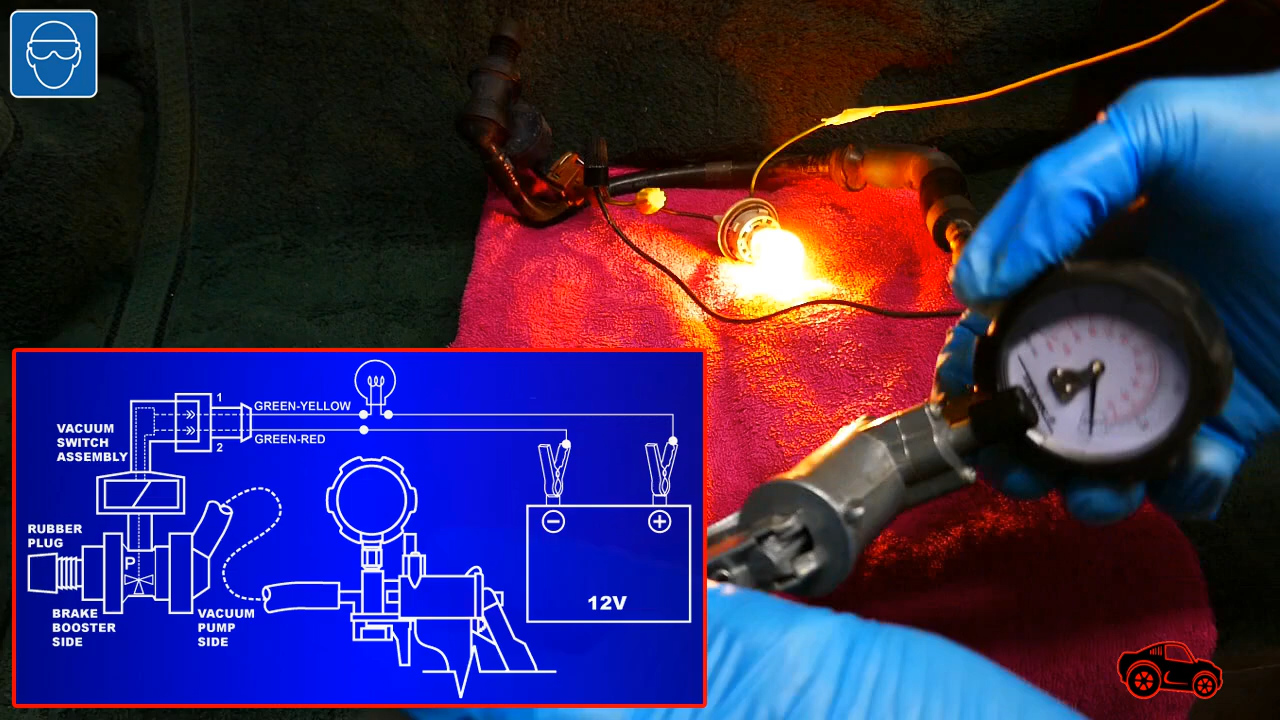 1
GREEN-YELLOW
VACUUM
SWITCH
ASSEMBLY
GREEN-RED
2
RUBBER
PLUG
P
12V
BRAKE
BOOSTER
SIDE
VACUUM
PUMP
SIDE